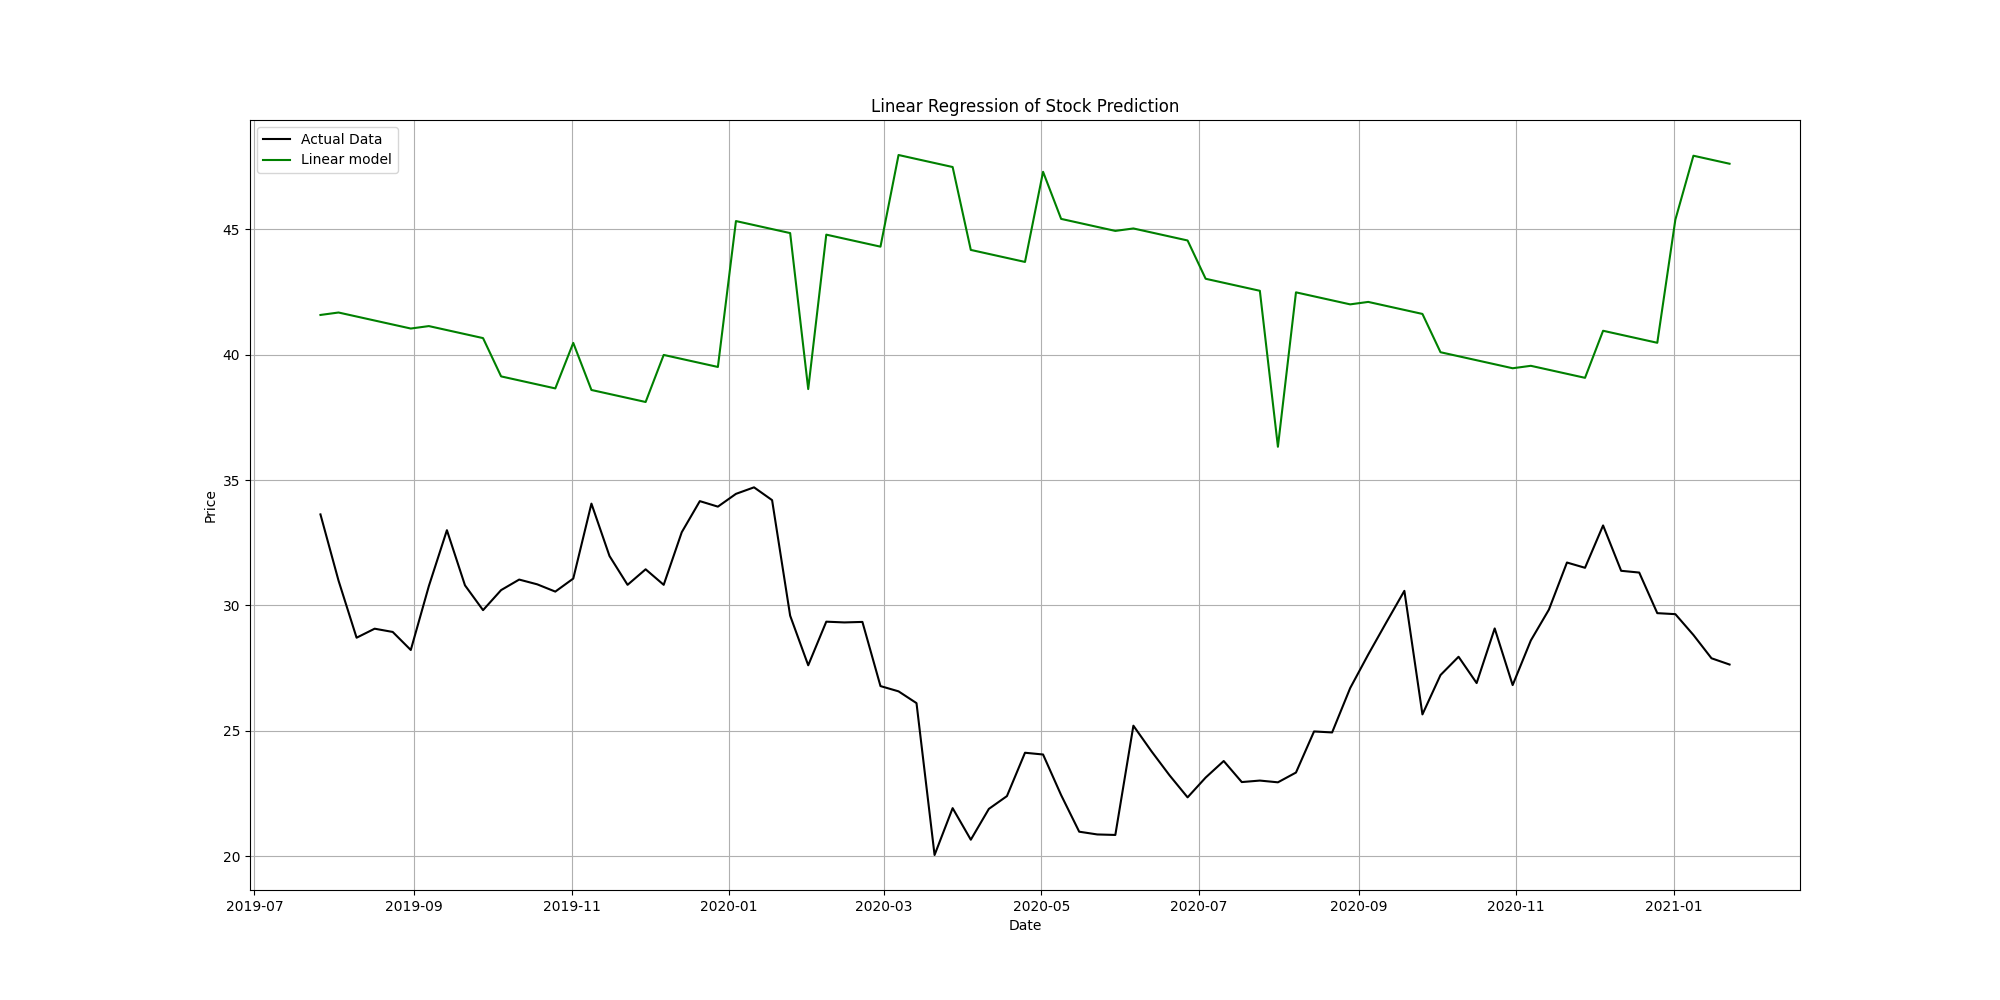 Linear Regression of Stock Prediction
Actual Data
Linear model
45
40
35
30
25
20
Price
2019-07 2019-09 2019-11 2020-01 2020-03 2020-05 2020-07 2020-09 2020-11 2021-01
Date